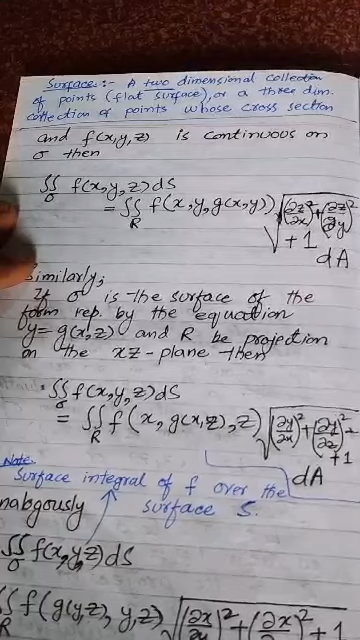 Surface:- A two dimensional collection
of points (flat surface), or a three dim.
collection of points whose cross section
and f(x,y,z) is continuous on
σ then
∬σ f(x,y,z)dS
= ∬R f(x,y,g(x,y)) √(∂z/∂x)²+(∂z/∂y)²
+1 dA
Similarly;
If σ is the surface of the
form rep. by the equation
y=g(x,z) and R be projection
on the xz-plane then
∬σ f(x,y,z)dS
= ∬R f(x,g(x,z),z) √(∂y/∂x)²+(∂y/∂z)²+1
dA
Note:
Surface integral of f over the
surface S.
nabgously
∬σ f(x,y,z)dS
∬R f(g(y,z),y,z) √(∂x/∂y)²+(∂x)²+1